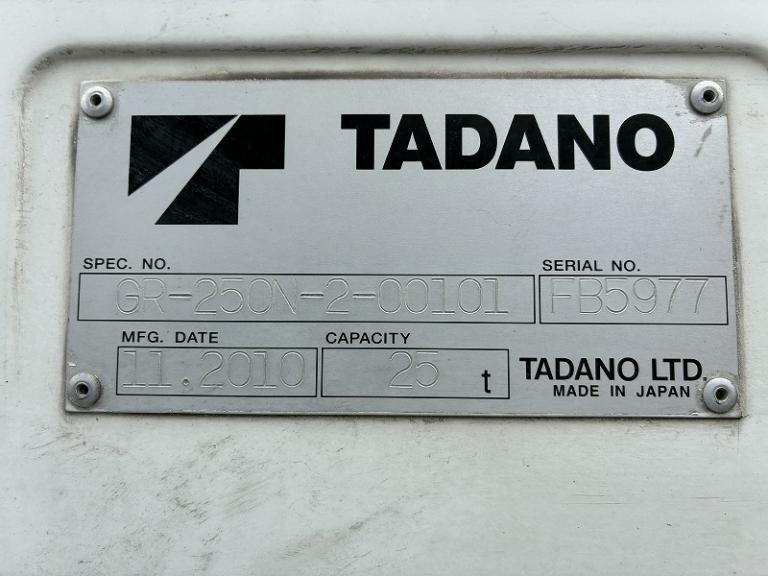 TADANO
SPEC. NO.
GR-250N-2-00101
SERIAL NO.
FB5977
MFG. DATE
11.2010
CAPACITY
25 t
TADANO LTD.
MADE IN JAPAN